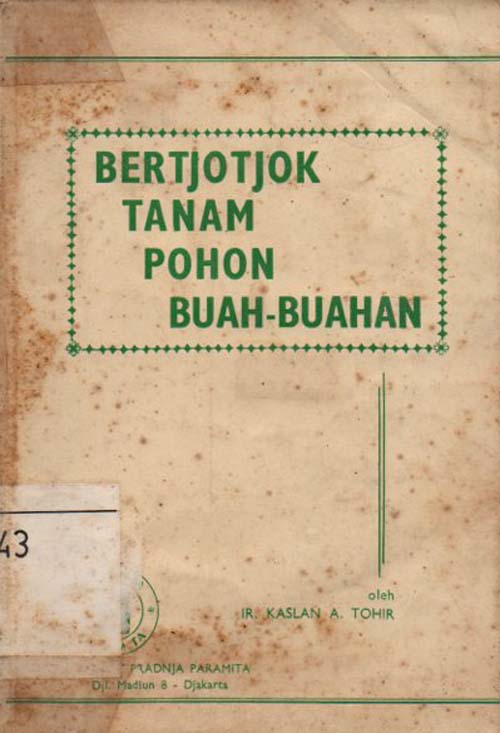 BERTJOTJOK
TANAM
POHON
BUAH-BUAHAN
43
oleh
IR. KASLAN A. TOHIR
PRADNJA PARAMITA
Djl. Madiun 8 - Djakarta